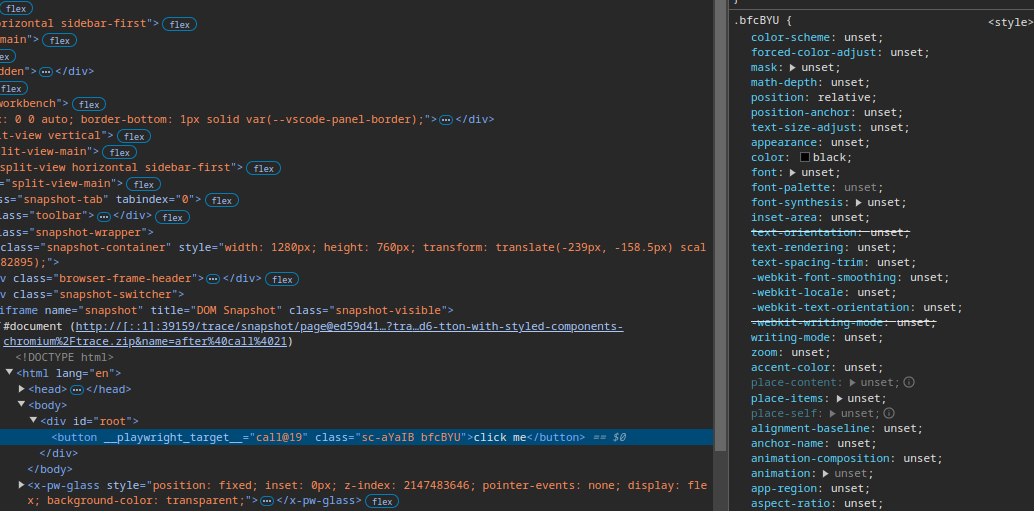 flex
orizontal sidebar-first"> flex
main"> flex
ex
dden">⋯</div>
flex
workbench"> flex
: 0 0 auto; border-bottom: 1px solid var(--vscode-panel-border);">⋯</div>
it-view vertical"> flex
lit-view-main"> flex
split-view horizontal sidebar-first"> flex
="split-view-main"> flex
ss="snapshot-tab" tabindex="0"> flex
lass="toolbar">⋯</div> flex
class="snapshot-wrapper">
class="snapshot-container" style="width: 1280px; height: 760px; transform: translate(-239px, -158.5px) scal
82895);">
v class="browser-frame-header">⋯</div> flex
v class="snapshot-switcher">
iframe name="snapshot" title="DOM Snapshot" class="snapshot-visible">
#document (http://[::1]:39159/trace/snapshot/page@ed59d41…?tra…d6-tton-with-styled-components-
chromium%2Ftrace.zip&name=after%40call%4021)
<!DOCTYPE html>
▼<html lang="en">
▶<head>⋯</head>
▼<body>
▼<div id="root">
<button __playwright_target__="call@19" class="sc-aYaIB bfcBYU">click me</button> == $0
</div>
</body>
▶<x-pw-glass style="position: fixed; inset: 0px; z-index: 2147483646; pointer-events: none; display: fle
x; background-color: transparent;">⋯</x-pw-glass> flex
}
.bfcBYU { <style>
color-scheme: unset;
forced-color-adjust: unset;
mask: ▶ unset;
math-depth: unset;
position: relative;
position-anchor: unset;
text-size-adjust: unset;
appearance: unset;
color: black;
font: ▶ unset;
font-palette: unset;
font-synthesis: ▶ unset;
inset-area: unset;
text-orientation: unset;
text-rendering: unset;
text-spacing-trim: unset;
-webkit-font-smoothing: unset;
-webkit-locale: unset;
-webkit-text-orientation: unset;
-webkit-writing-mode: unset;
writing-mode: unset;
zoom: unset;
accent-color: unset;
place-content: ▶ unset;
place-items: ▶ unset;
place-self: ▶ unset;
alignment-baseline: unset;
anchor-name: unset;
animation-composition: unset;
animation: ▶ unset;
app-region: unset;
aspect-ratio: unset;